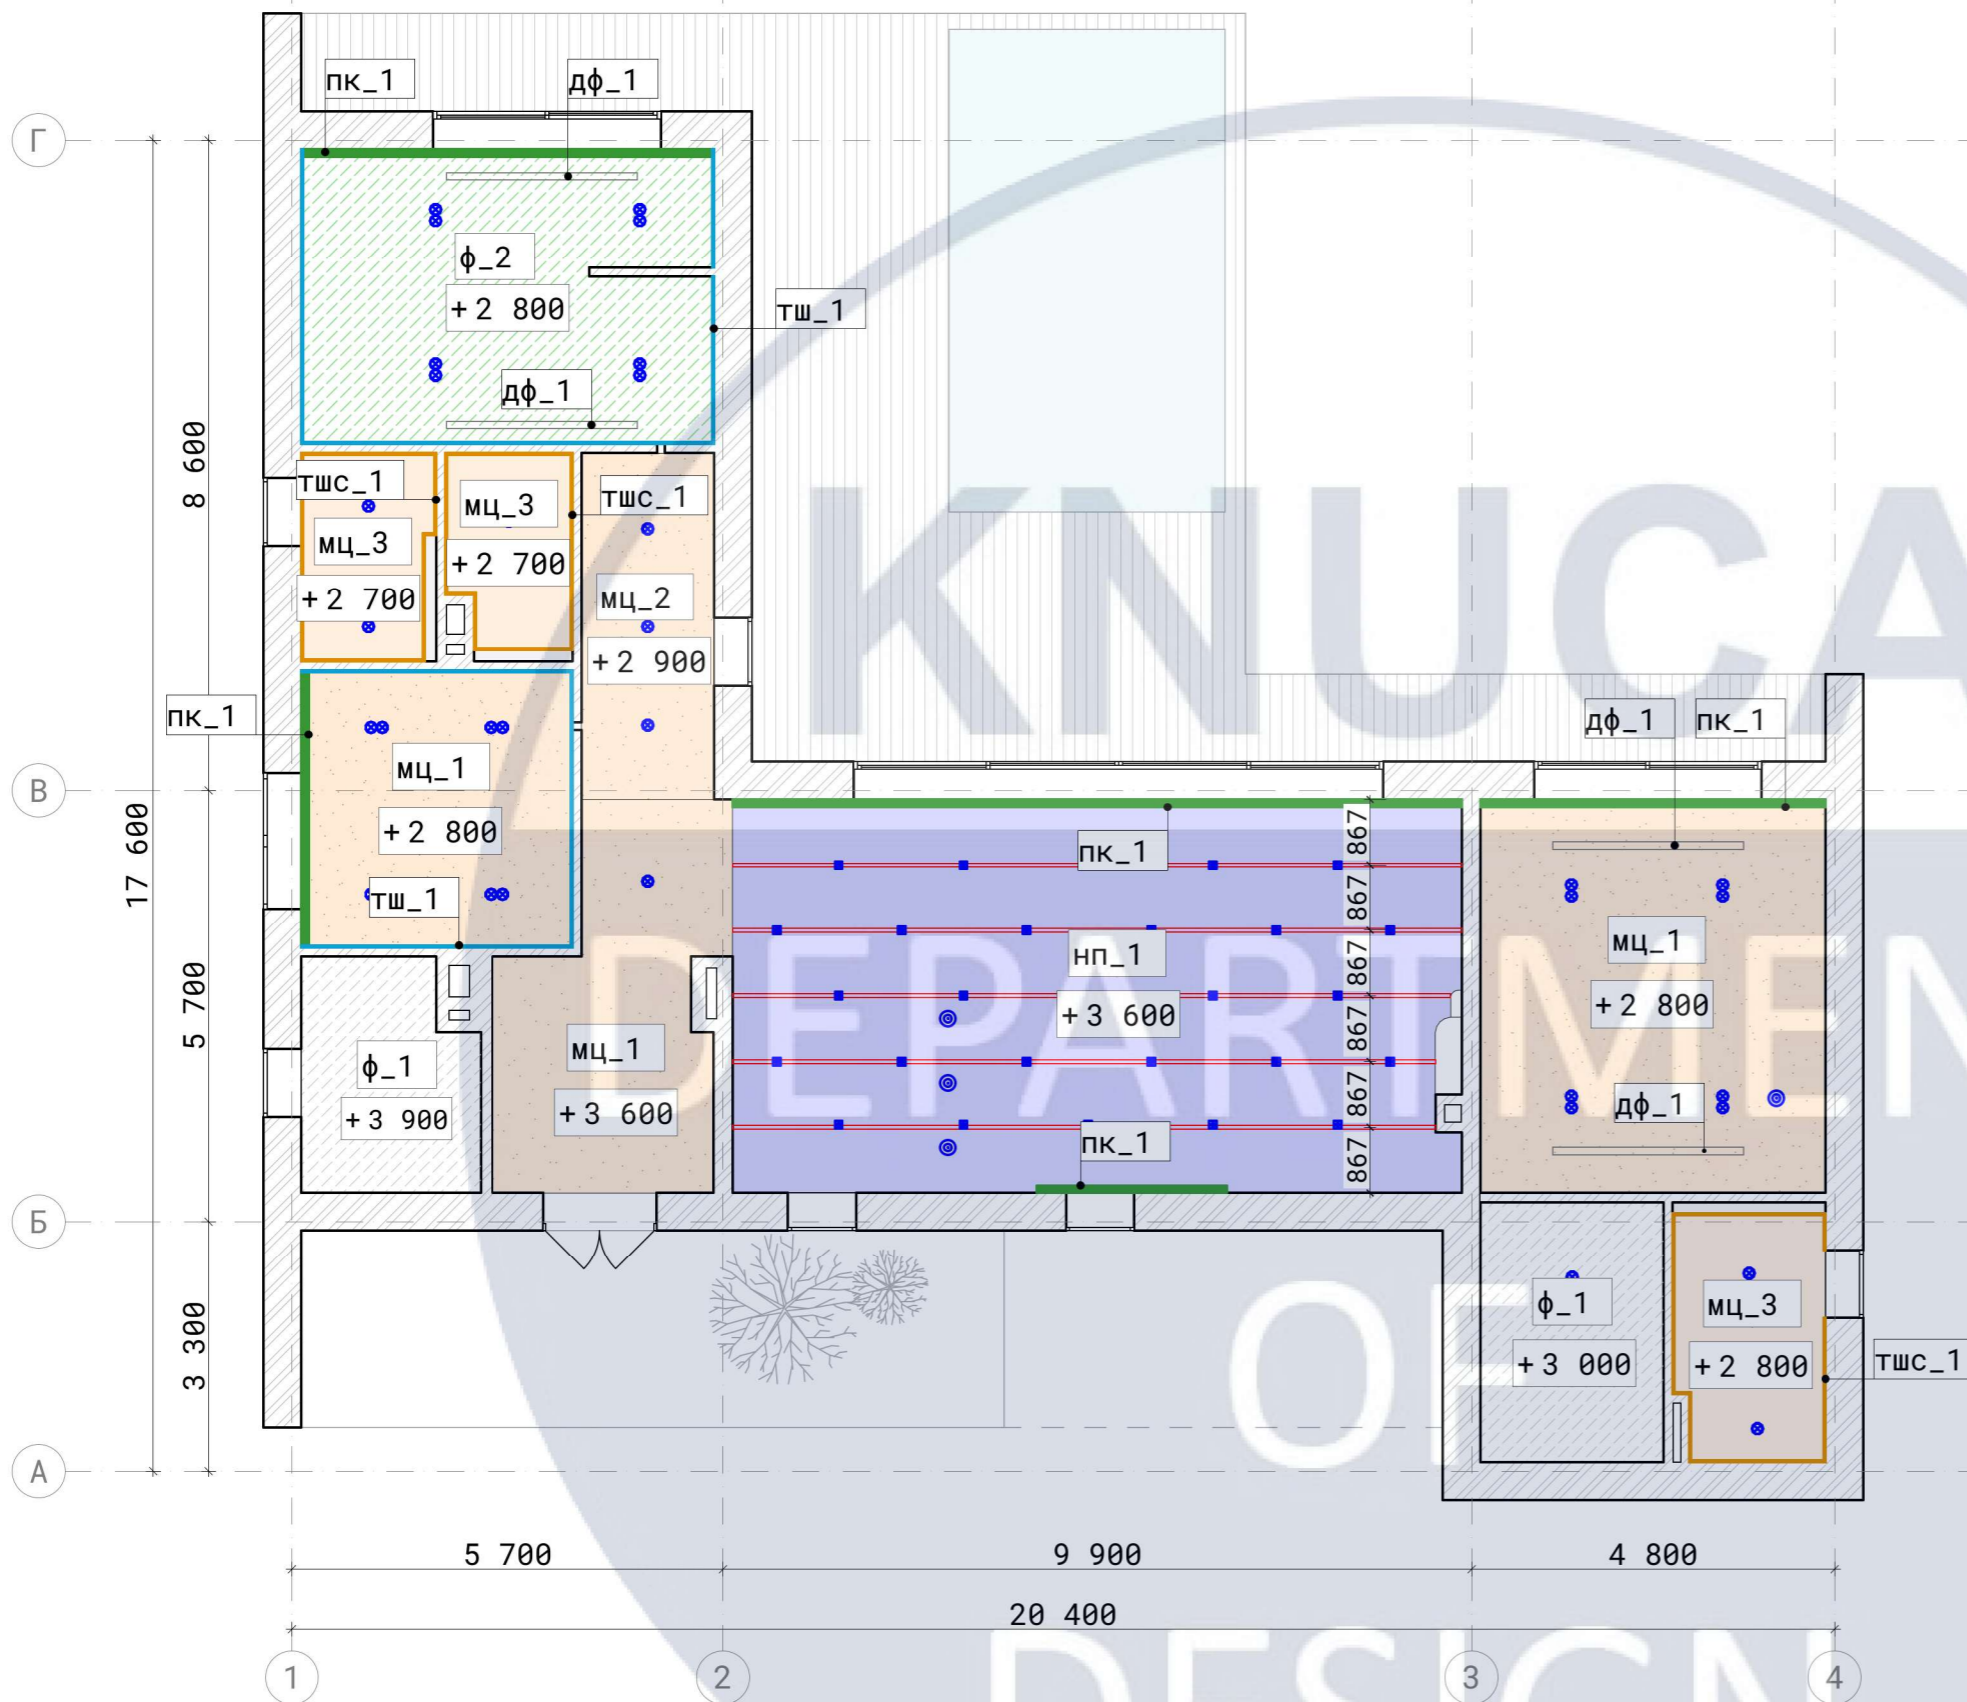 пк_1
дф_1
Г
ф_2
+2 800
тш_1
дф_1
8 600
тшс_1
мц_3
тшс_1
мц_3
+2 700
+2 700
мц_2
+2 900
KNUCA
пк_1
дф_1
пк_1
мц_1
В
+2 800
17 600
867
пк_1
тш_1
867
DEPARTMEN
нп_1
мц_1
867
5 700
+3 600
+2 800
867
мц_1
ф_1
867
+3 900
+3 600
дф_1
пк_1
867
Б
3 300
OF
ф_1
мц_3
+3 000
+2 800
тшс_1
А
5 700
9 900
4 800
20 400
DESIGN
1
2
3
4